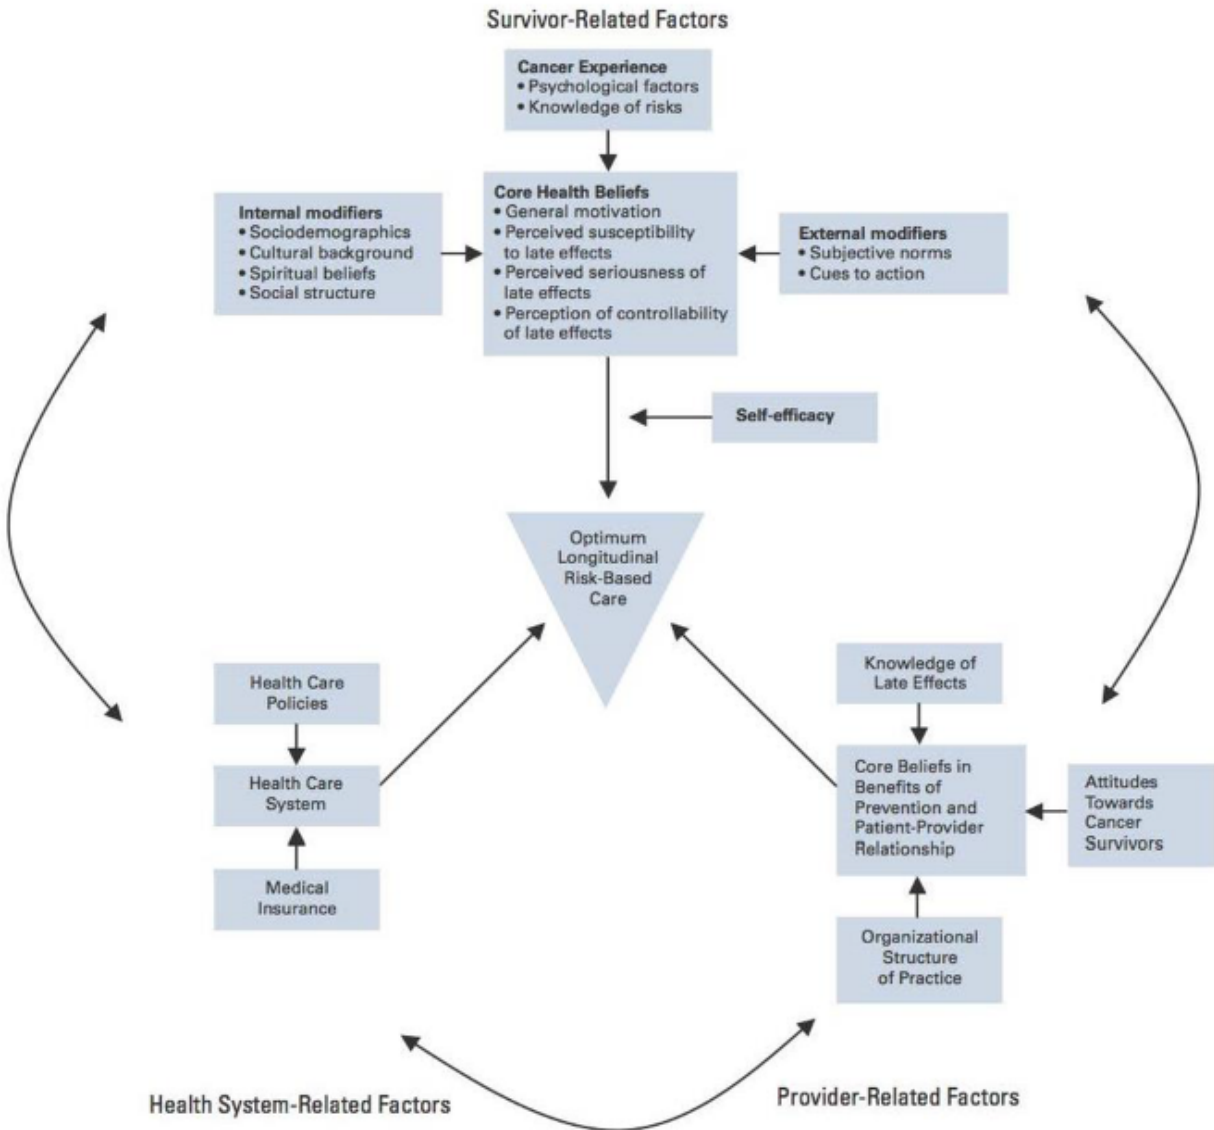 Survivor-Related Factors
Cancer Experience
• Psychological factors
• Knowledge of risks
Internal modifiers
• Sociodemographics
• Cultural background
• Spiritual beliefs
• Social structure
Core Health Beliefs
• General motivation
• Perceived susceptibility
to late effects
• Perceived seriousness of
late effects
• Perception of controllability
of late effects
External modifiers
• Subjective norms
• Cues to action
Self-efficacy
Optimum
Longitudinal
Risk-Based
Care
Health Care
Policies
Health Care
System
Medical
Insurance
Knowledge of
Late Effects
Core Beliefs in
Benefits of
Prevention and
Patient-Provider
Relationship
Attitudes
Towards
Cancer
Survivors
Organizational
Structure
of Practice
Health System-Related Factors
Provider-Related Factors